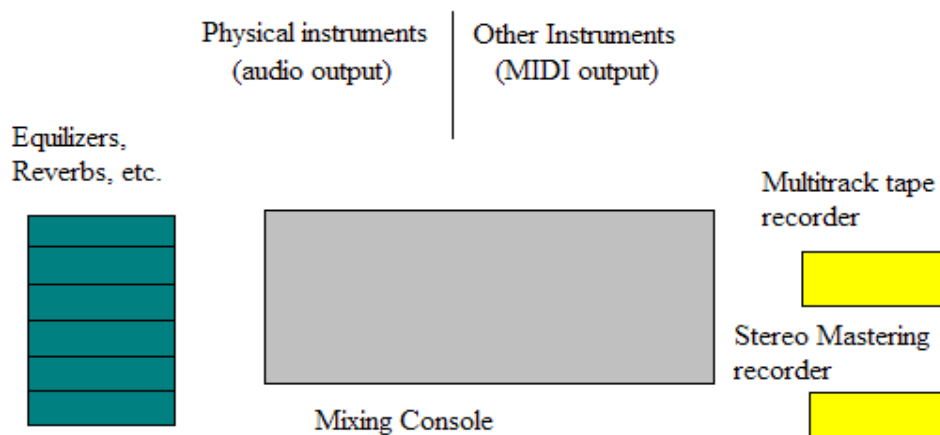 Physical instruments
(audio output)
Other Instruments
(MIDI output)
Equilizers,
Reverbs, etc.
Multitrack tape
recorder
Stereo Mastering
recorder
Mixing Console